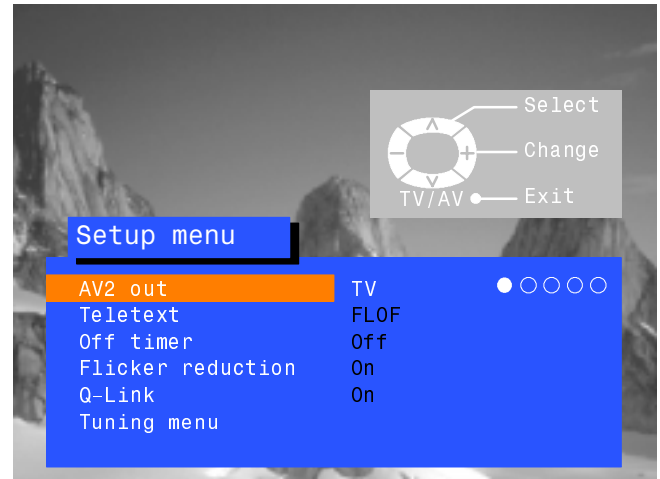 Select
Change
TV/AV Exit
Setup menu
AV2 out TV
Teletext FLOF
Off timer Off
Flicker reduction On
Q-Link On
Tuning menu